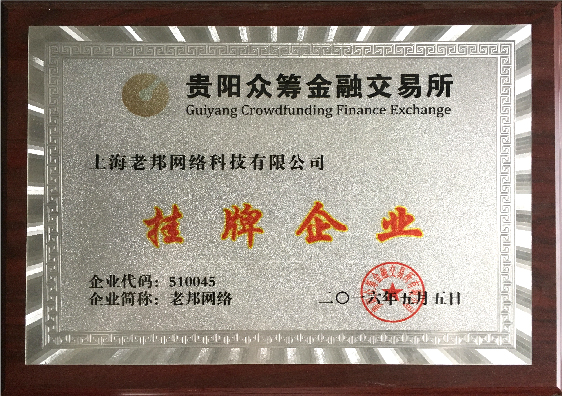 贵阳众筹金融交易所
Guiyang Crowdfunding Finance Exchange
上海老邦网络科技有限公司
挂牌企业
企业代码：510045
企业简称：老邦网络
二〇一六年五月五日